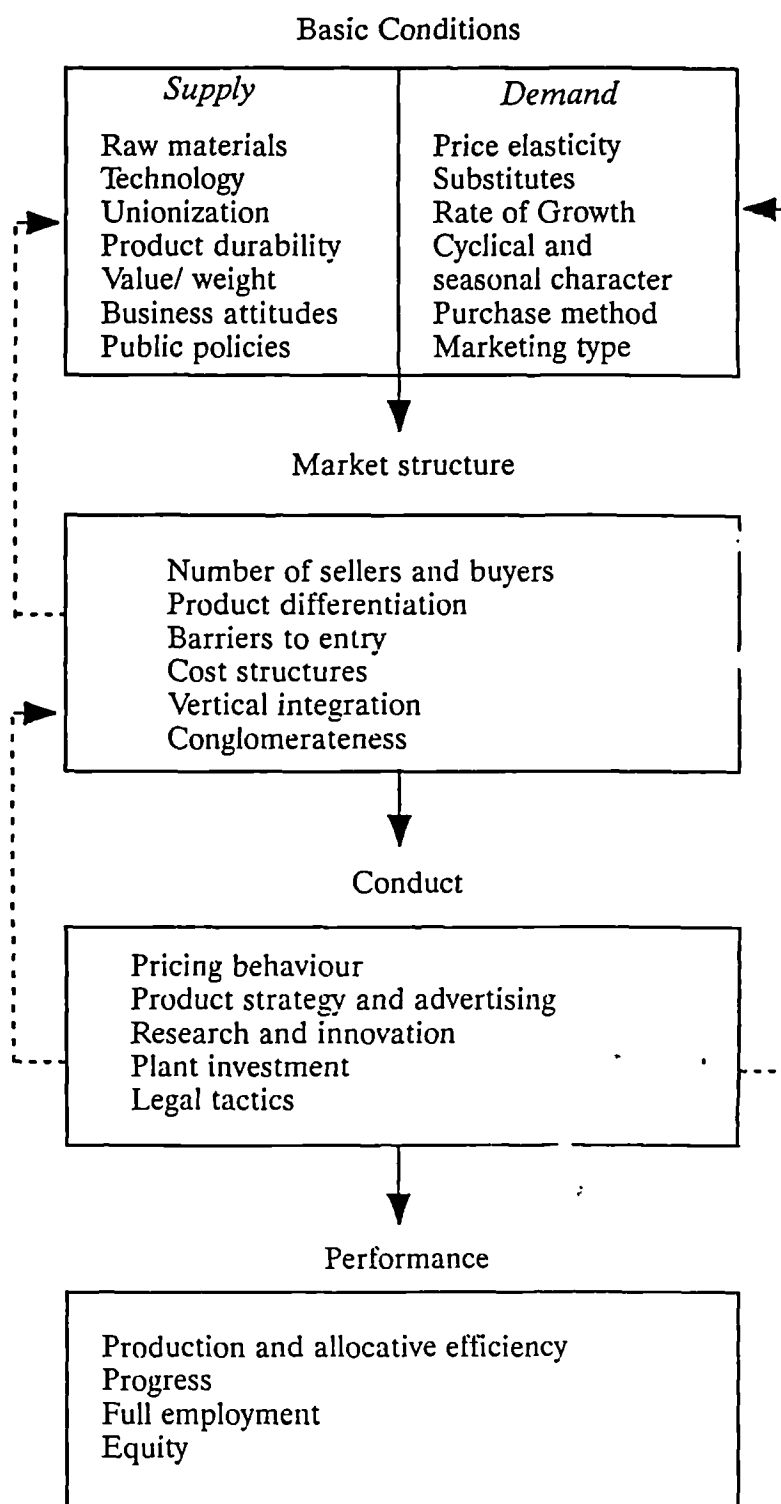 Basic Conditions
Supply
Raw materials
Technology
Unionization
Product durability
Value/ weight
Business attitudes
Public policies
Demand
Price elasticity
Substitutes
Rate of Growth
Cyclical and
seasonal character
Purchase method
Marketing type
Market structure
Number of sellers and buyers
Product differentiation
Barriers to entry
Cost structures
Vertical integration
Conglomerateness
Conduct
Pricing behaviour
Product strategy and advertising
Research and innovation
Plant investment
Legal tactics
Performance
Production and allocative efficiency
Progress
Full employment
Equity